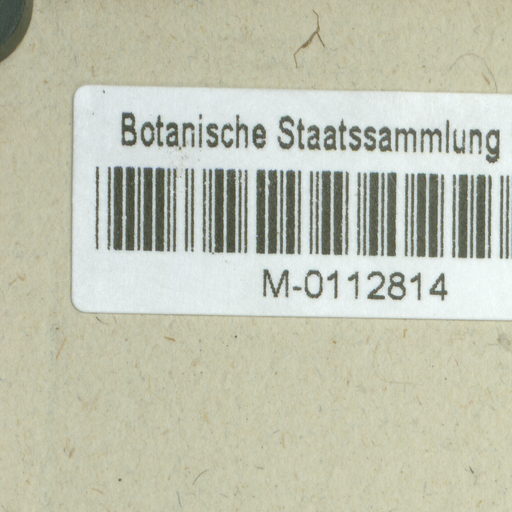 Botanische Staatssammlung
M-0112814